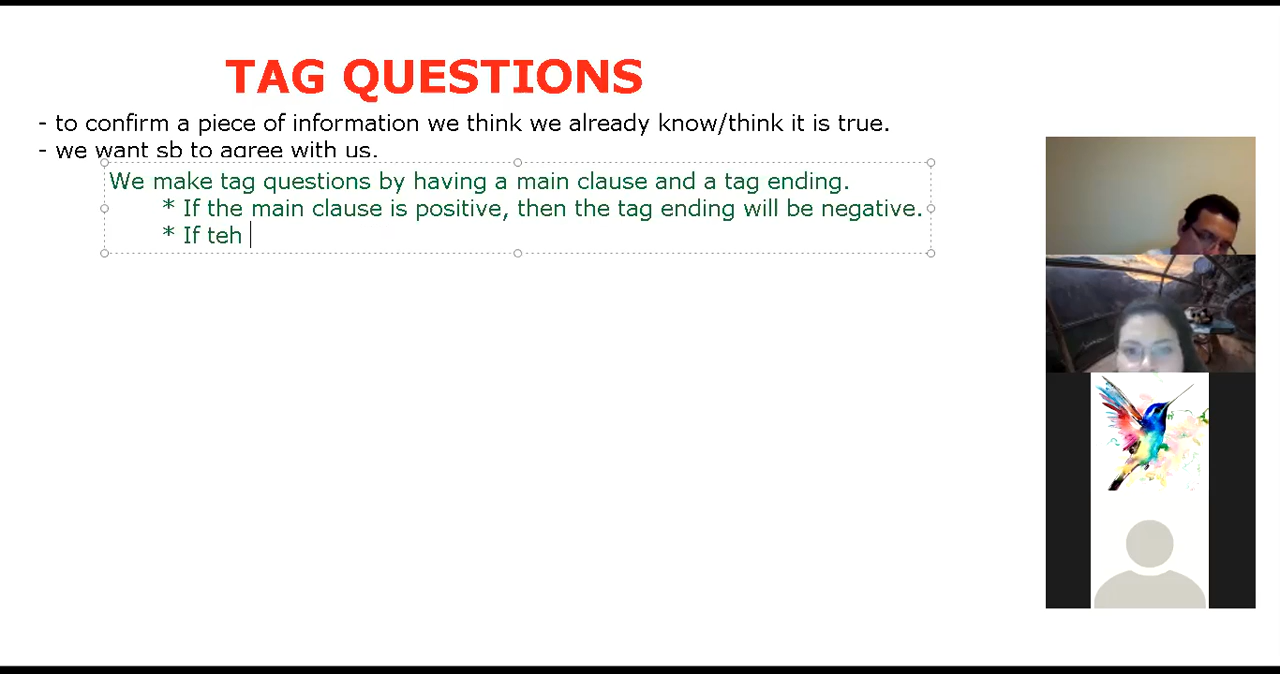 TAG QUESTIONS
- to confirm a piece of information we think we already know/think it is true.
- we want sb to agree with us.
We make tag questions by having a main clause and a tag ending.
* If the main clause is positive, then the tag ending will be negative.
* If teh